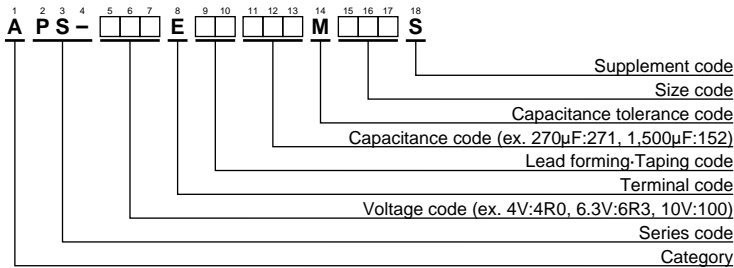 1 2 3 4 5 6 7 8 9 10 11 12 13 14 15 16 17 18
A P S – □□□ E □□ □□□ M □□□ S
Supplement code
Size code
Capacitance tolerance code
Capacitance code (ex. 270µF:271, 1,500µF:152)
Lead forming·Taping code
Terminal code
Voltage code (ex. 4V:4R0, 6.3V:6R3, 10V:100)
Series code
Category